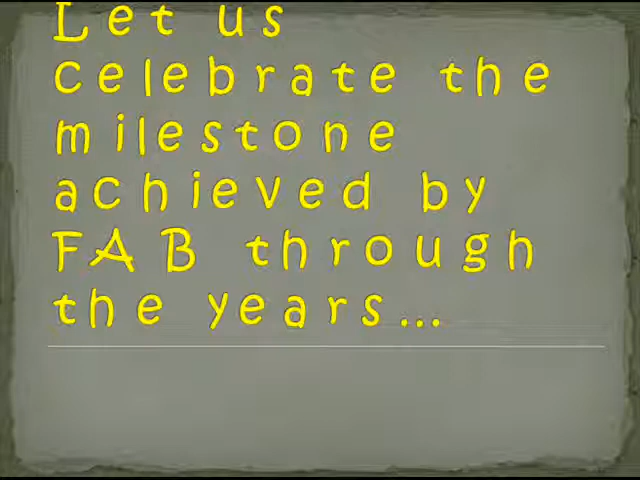 Let us
celebrate the
milestone
achieved by
FAB through
the years...